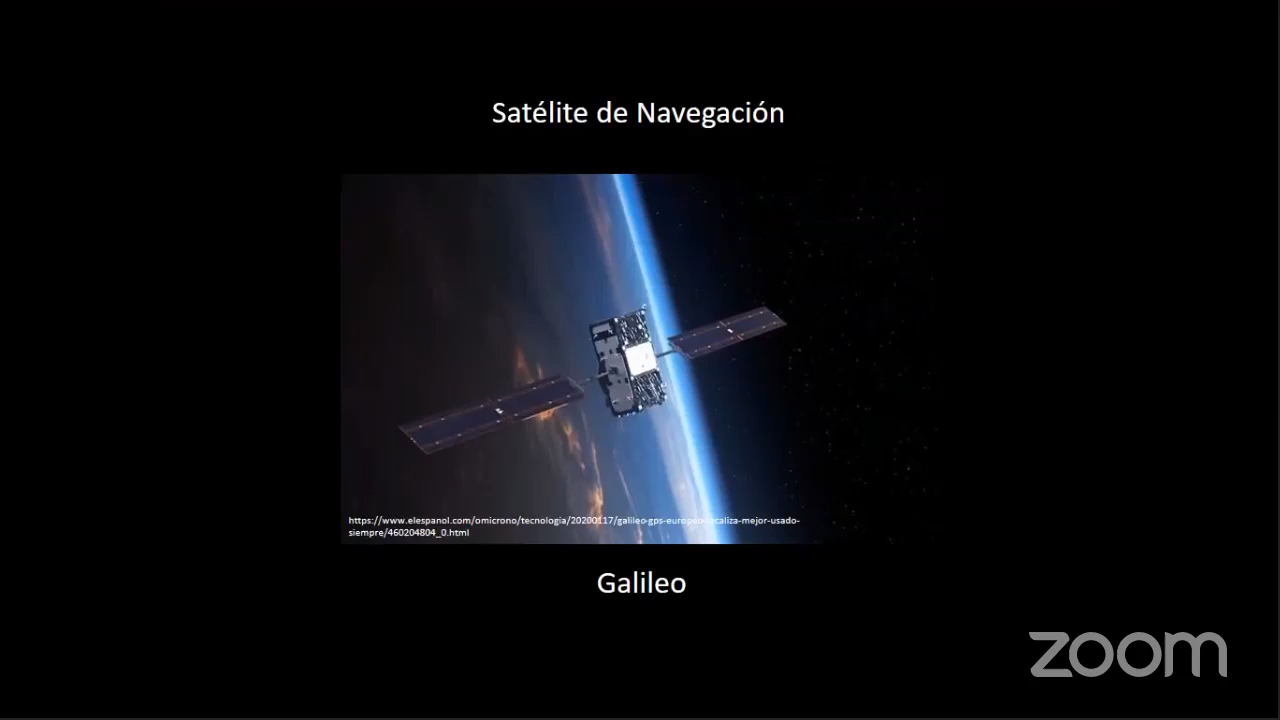 Satélite de Navegación
https://www.elespanol.com/omicrono/tecnologia/20200117/galileo-gps-europeo-localiza-mejor-usado-
siempre/460204804_0.html
Galileo
zoom